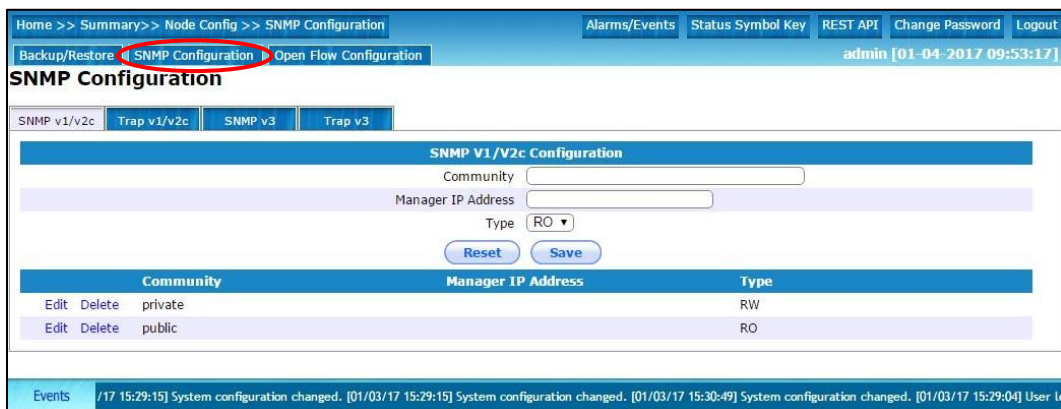 Home >> Summary>> Node Config >> SNMP Configuration Alarms/Events Status Symbol Key REST API Change Password Logout
Backup/Restore SNMP Configuration Open Flow Configuration admin [01-04-2017 09:53:17]
SNMP Configuration
SNMP v1/v2c Trap v1/v2c SNMP v3 Trap v3
SNMP V1/V2c Configuration
Community
Manager IP Address
Type RO
Reset Save
Community Manager IP Address Type
Edit Delete private RW
Edit Delete public RO
Events /17 15:29:15] System configuration changed. [01/03/17 15:29:15] System configuration changed. [01/03/17 15:30:49] System configuration changed. [01/03/17 15:29:04] User